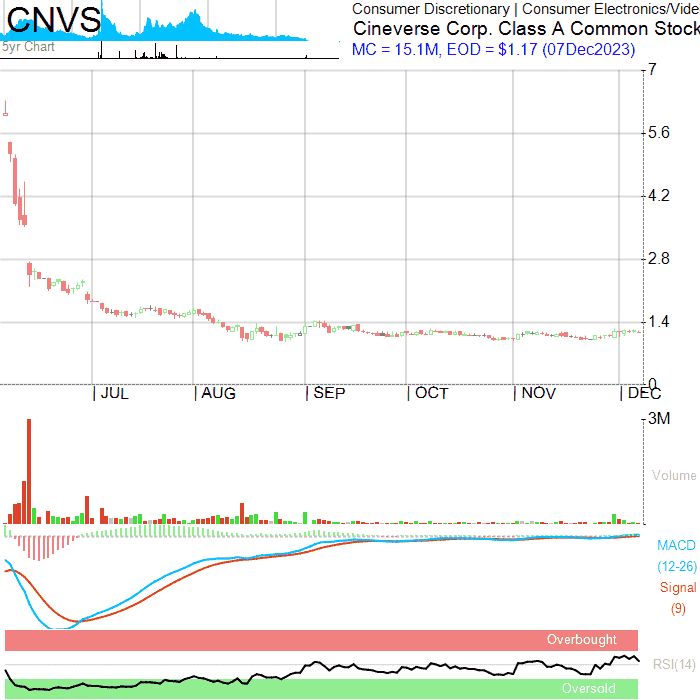 CNVS
5yr Chart
Consumer Discretionary | Consumer Electronics/Vide
Cineverse Corp. Class A Common Stock
MC = 15.1M, EOD = $1.17 (07Dec2023)
7
5.6
4.2
2.8
1.4
0
JUL
AUG
SEP
OCT
NOV
DEC
3M
Volume
MACD
(12-26)
Signal
(9)
Overbought
RSI(14)
Oversold